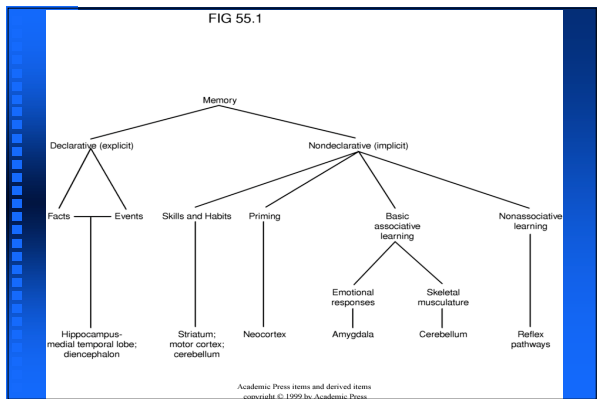 FIG 55.1
Memory
Declarative (explicit)
Nondeclarative (implicit)
Facts
Events
Skills and Habits
Priming
Basic
associative
learning
Nonassociative
learning
Emotional
responses
Skeletal
musculature
Hippocampus-
medial temporal lobe;
diencephalon
Striatum;
motor cortex;
cerebellum
Neocortex
Amygdala
Cerebellum
Reflex
pathways
Academic Press items and derived items
copyright © 1999 by Academic Press